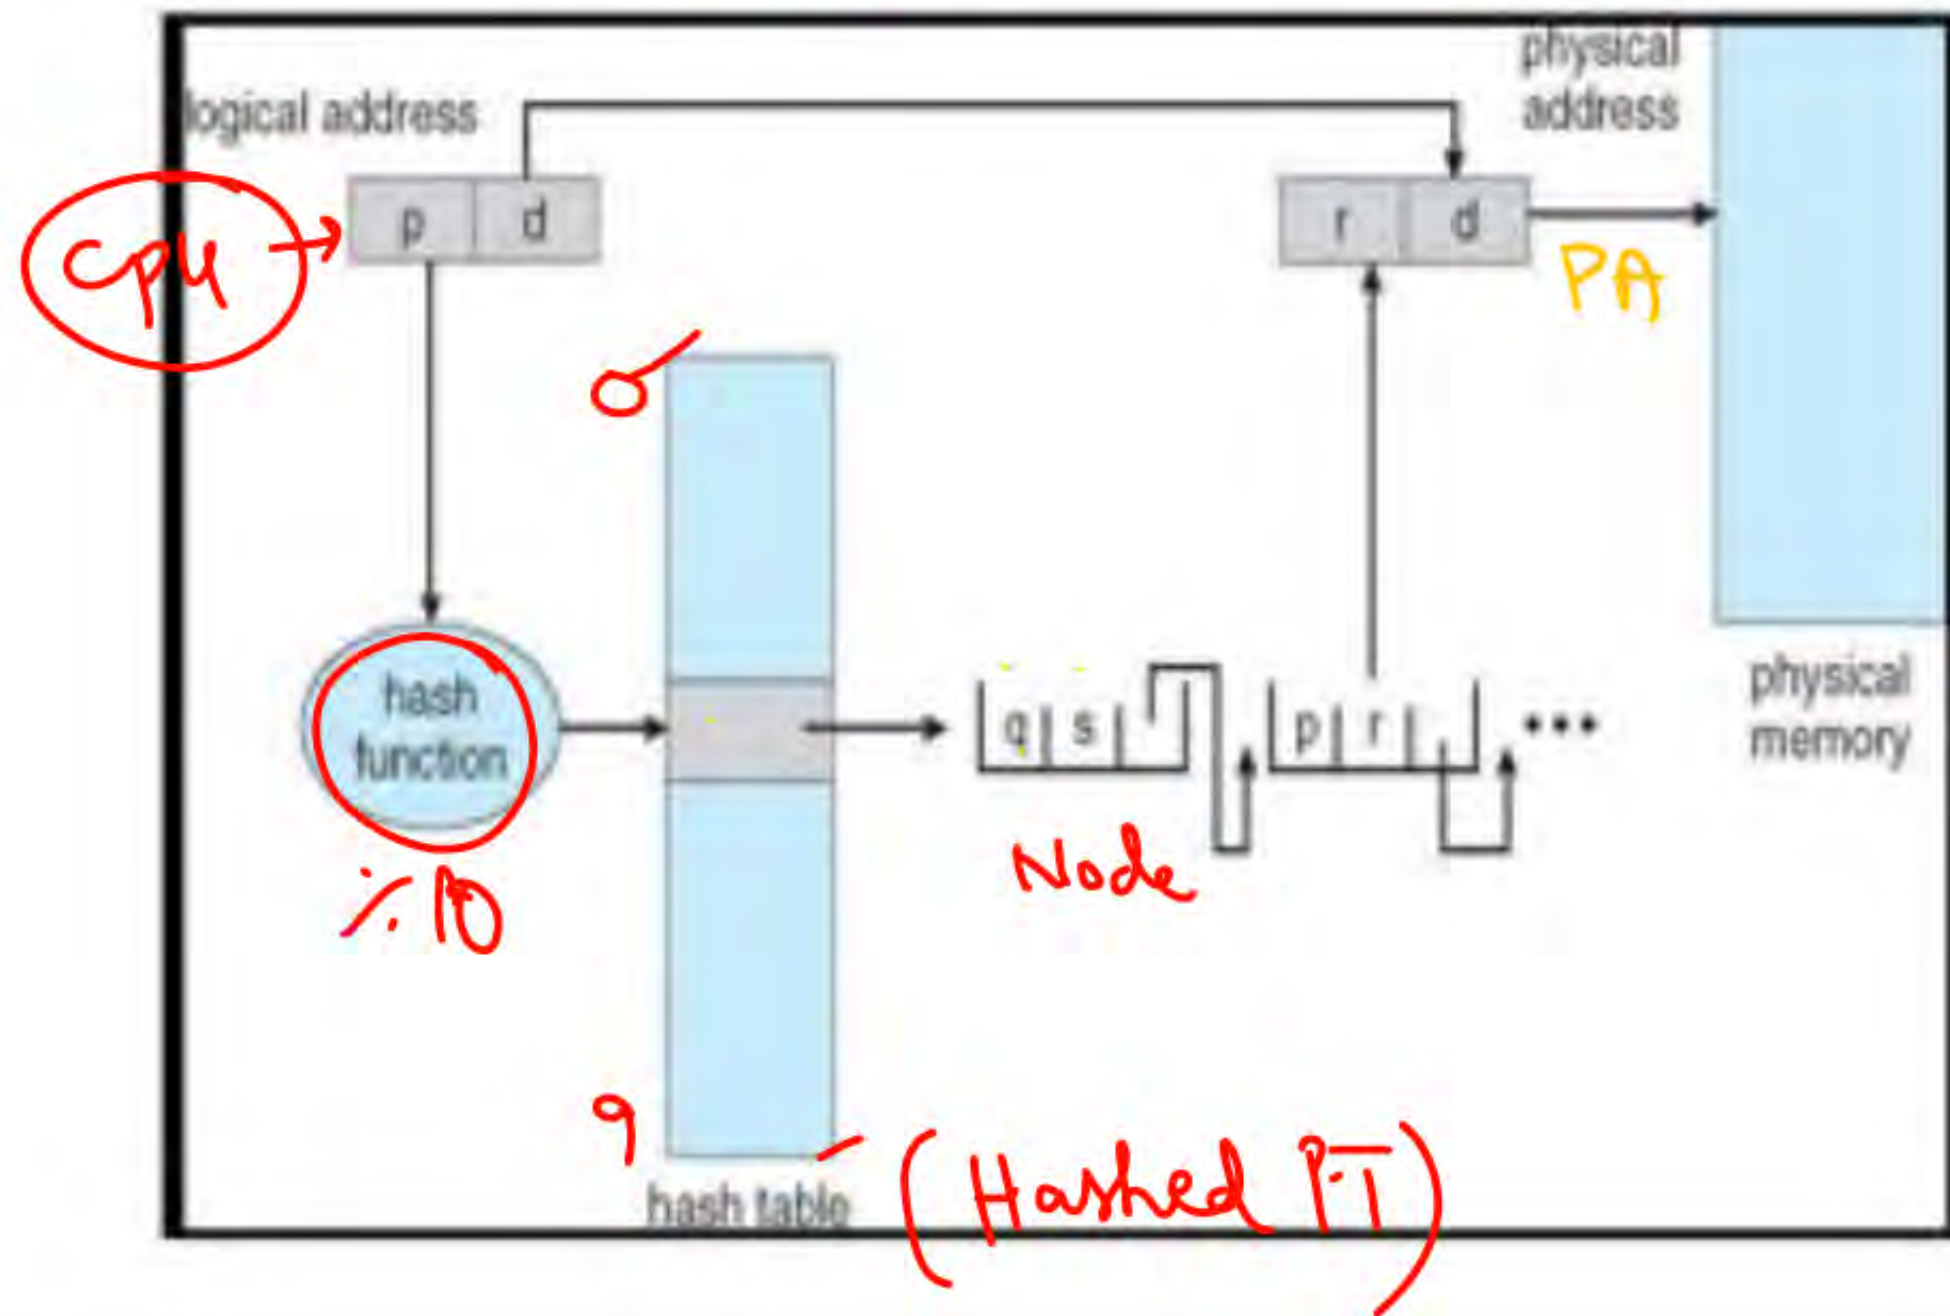 physical
address
logical address
p d
r d
CPU
PA
0
hash
function
q s
p r
...
physical
memory
Node
% 10
9
hash table
(Hashed P.T)